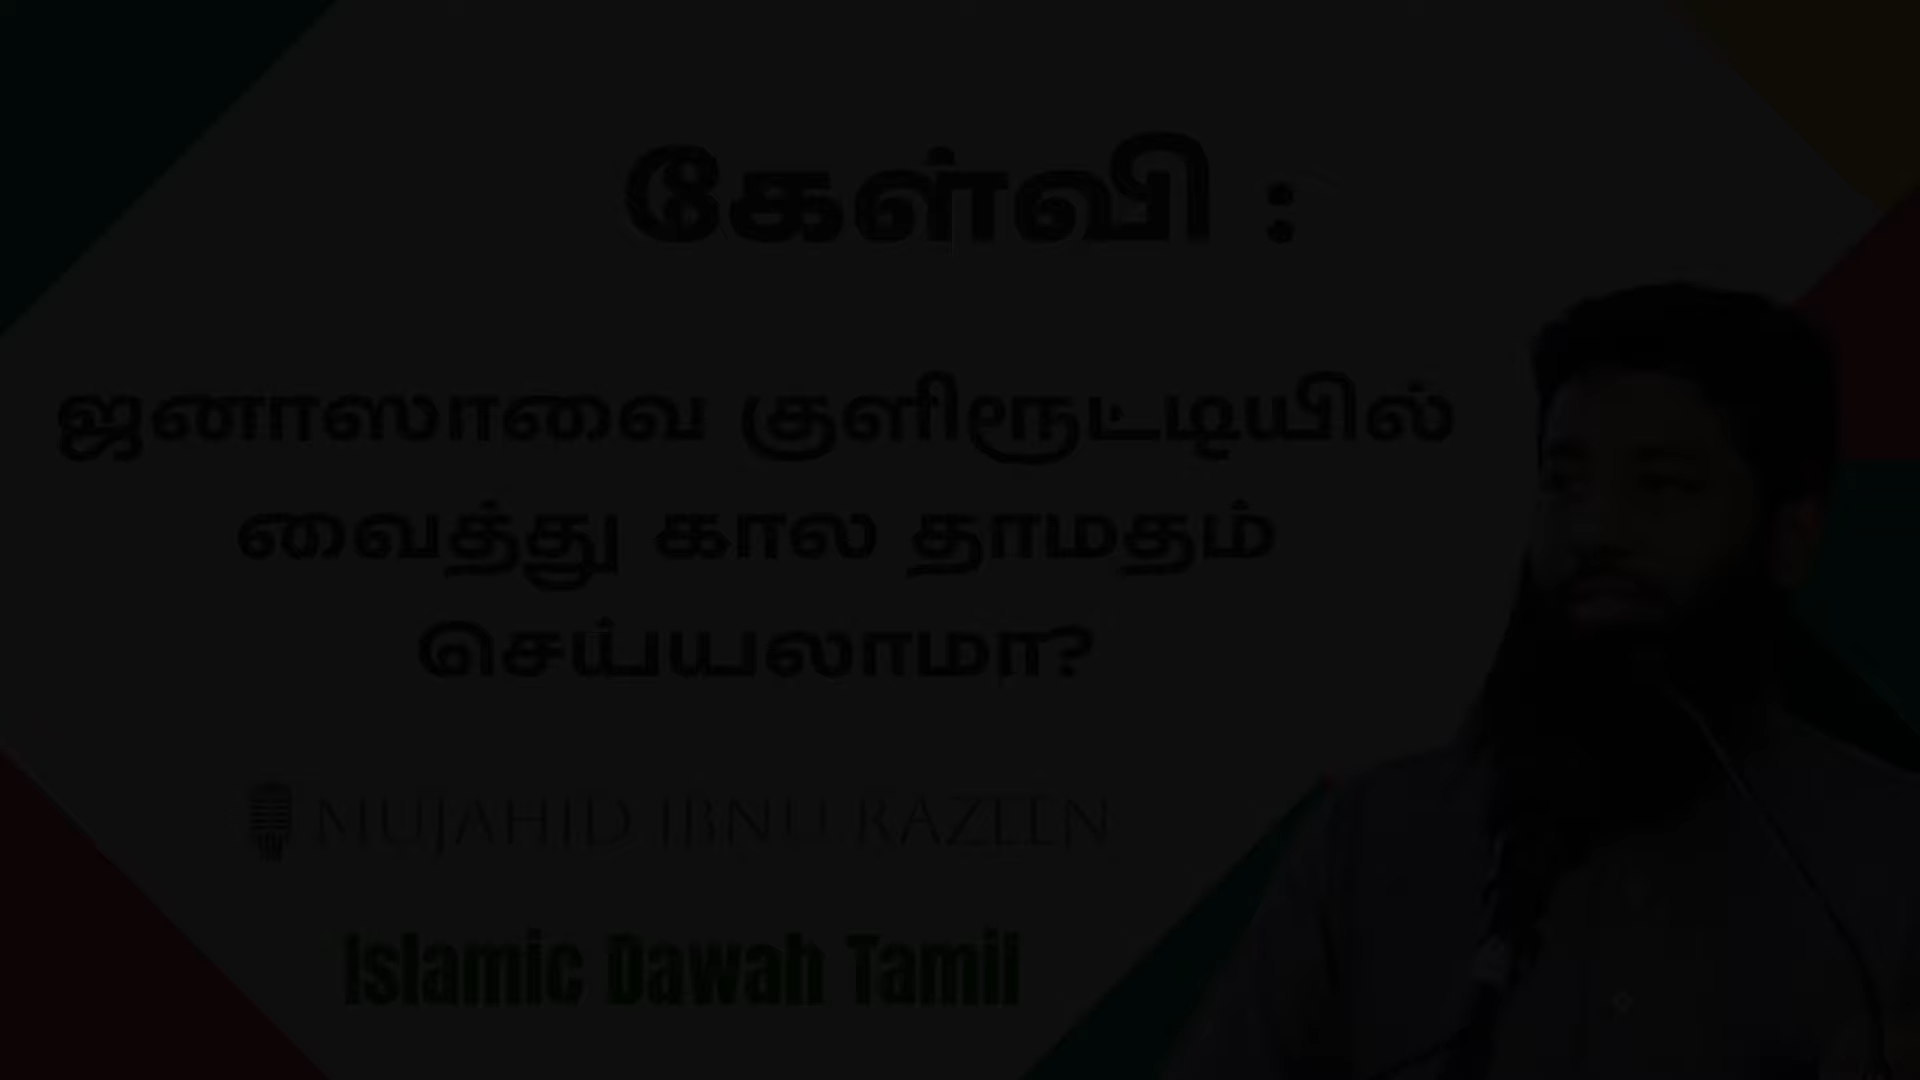 கேள்வி :
ஜனாஸாவை குளிரூட்டியில்
வைத்து கால தாமதம்
செய்யலாமா?
MUJAHID IBNU RAZEEN
Islamic Dawah Tamil